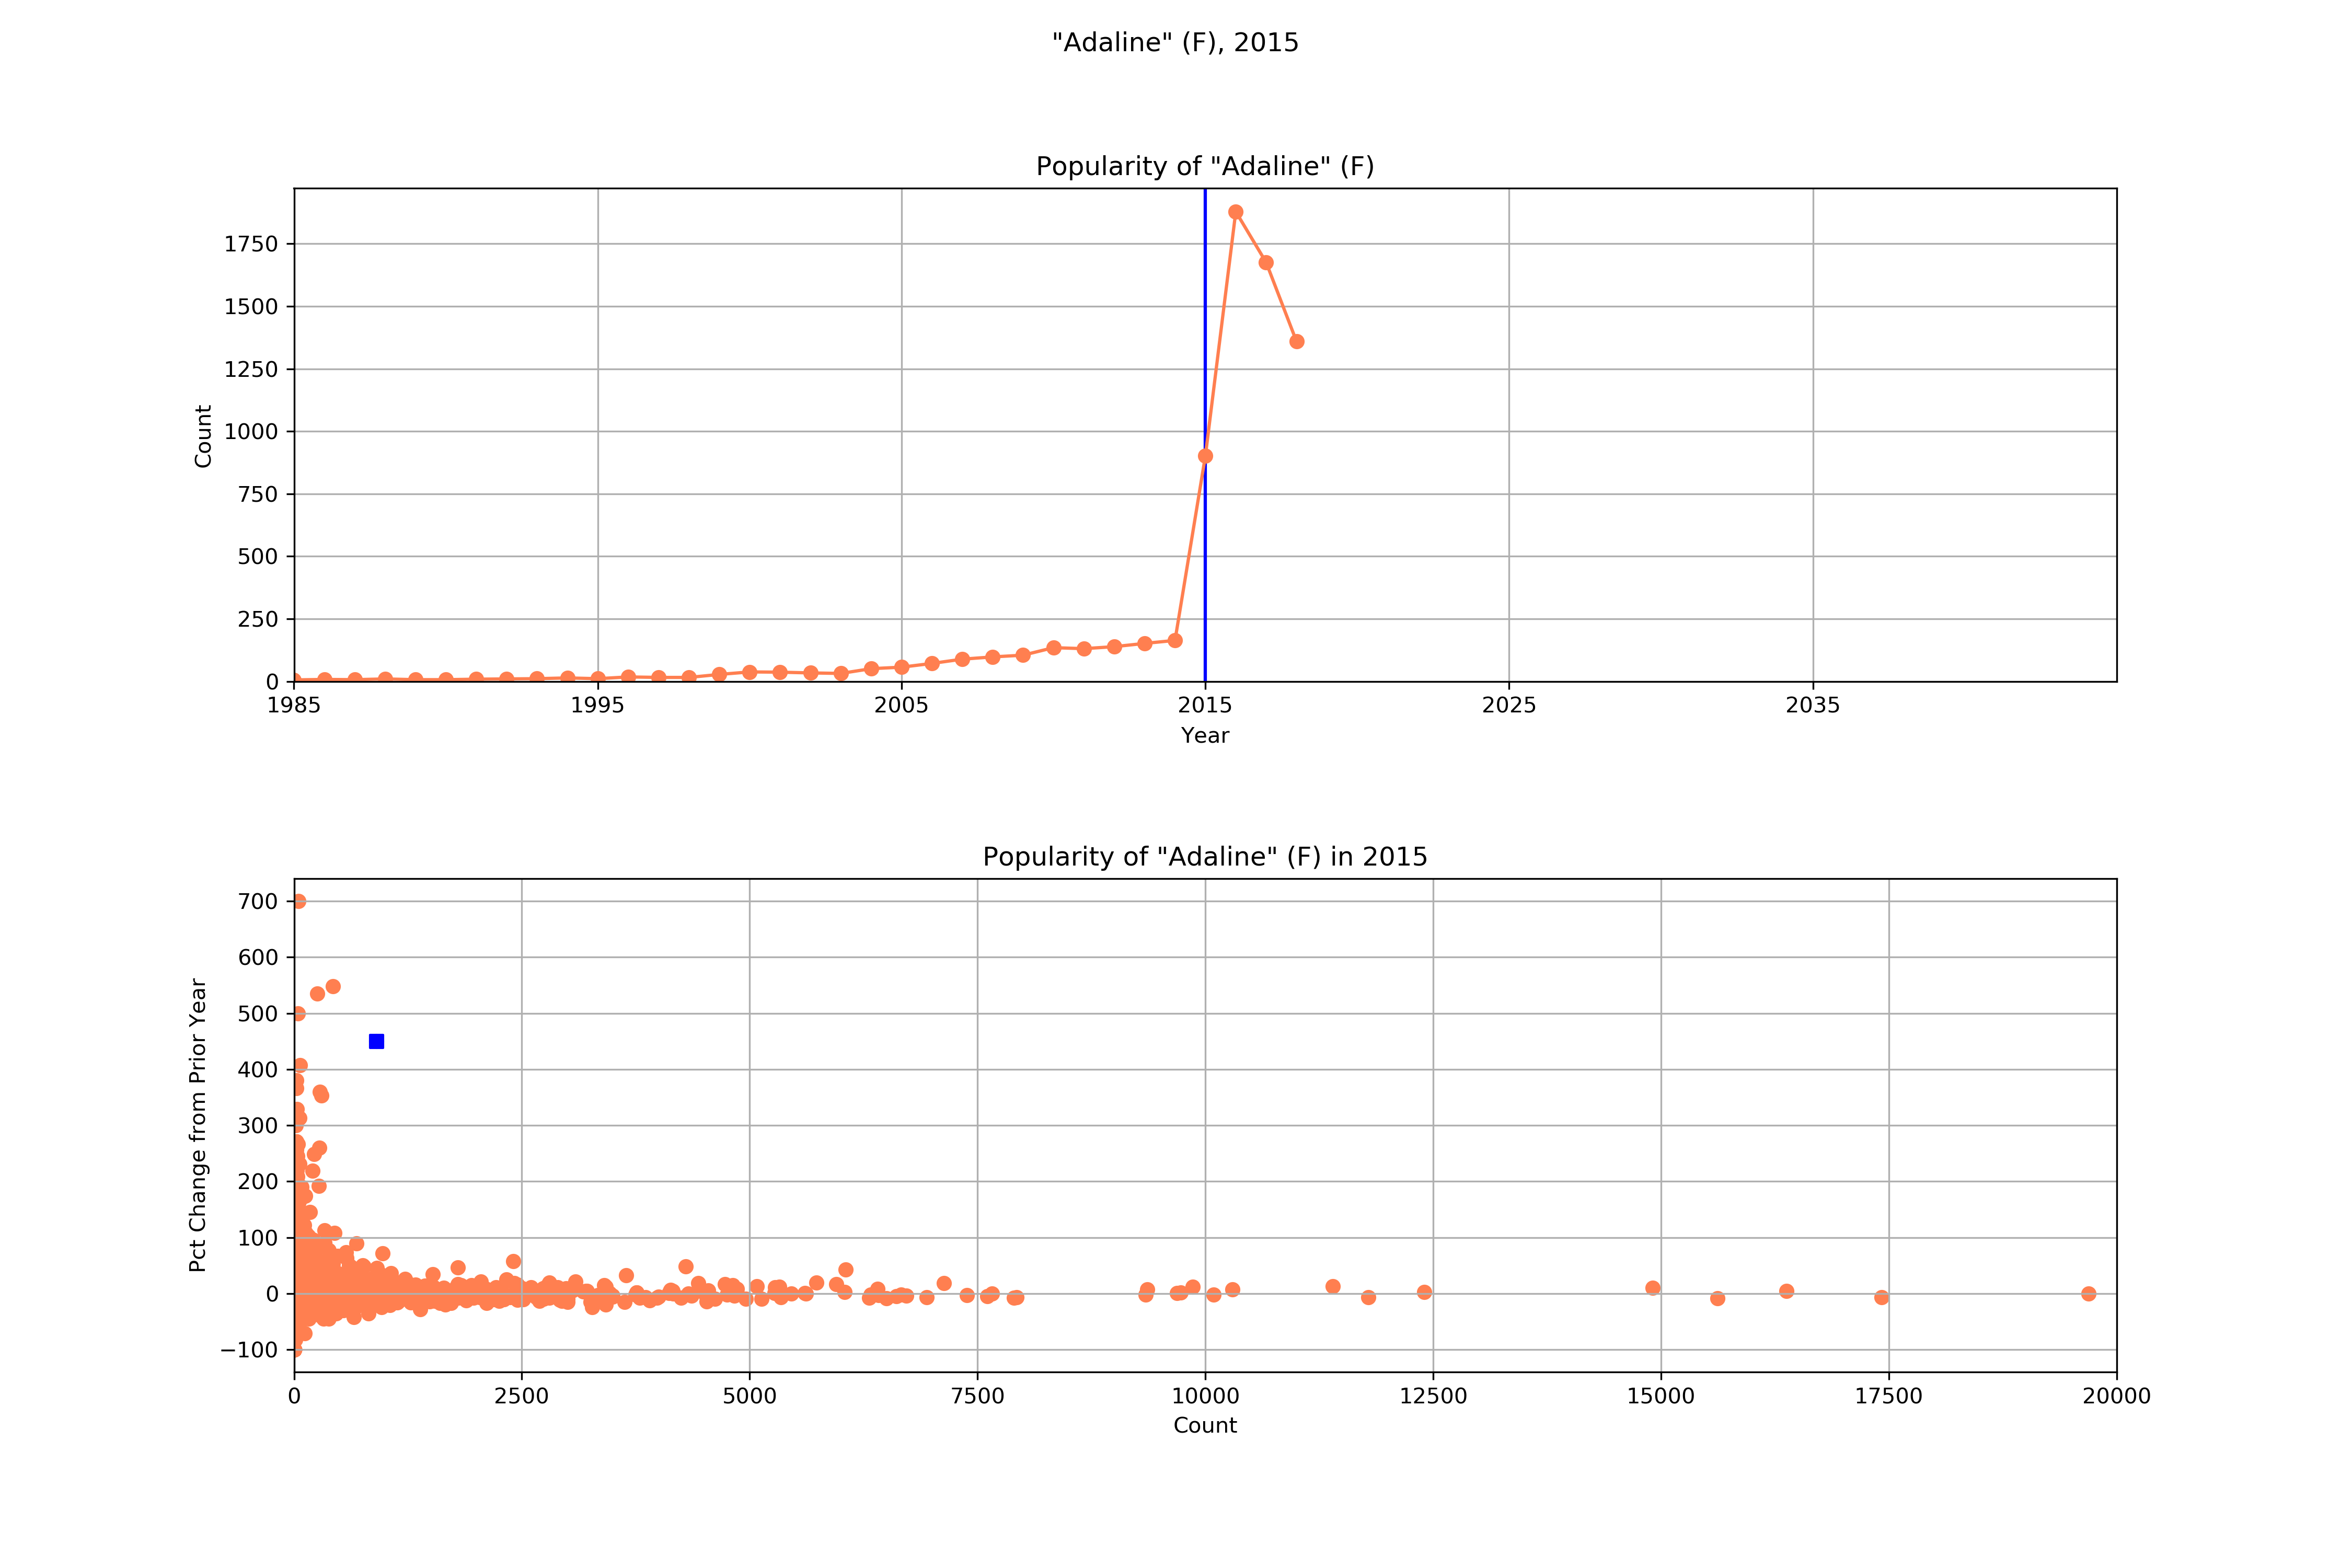 "Adaline" (F), 2015
Popularity of "Adaline" (F)
1750
1500
1250
1000
750
500
250
0
Count
1985 1995 2005 2015 2025 2035
Year
Popularity of "Adaline" (F) in 2015
700
600
500
400
300
200
100
0
−100
Pct Change from Prior Year
0 2500 5000 7500 10000 12500 15000 17500 20000
Count